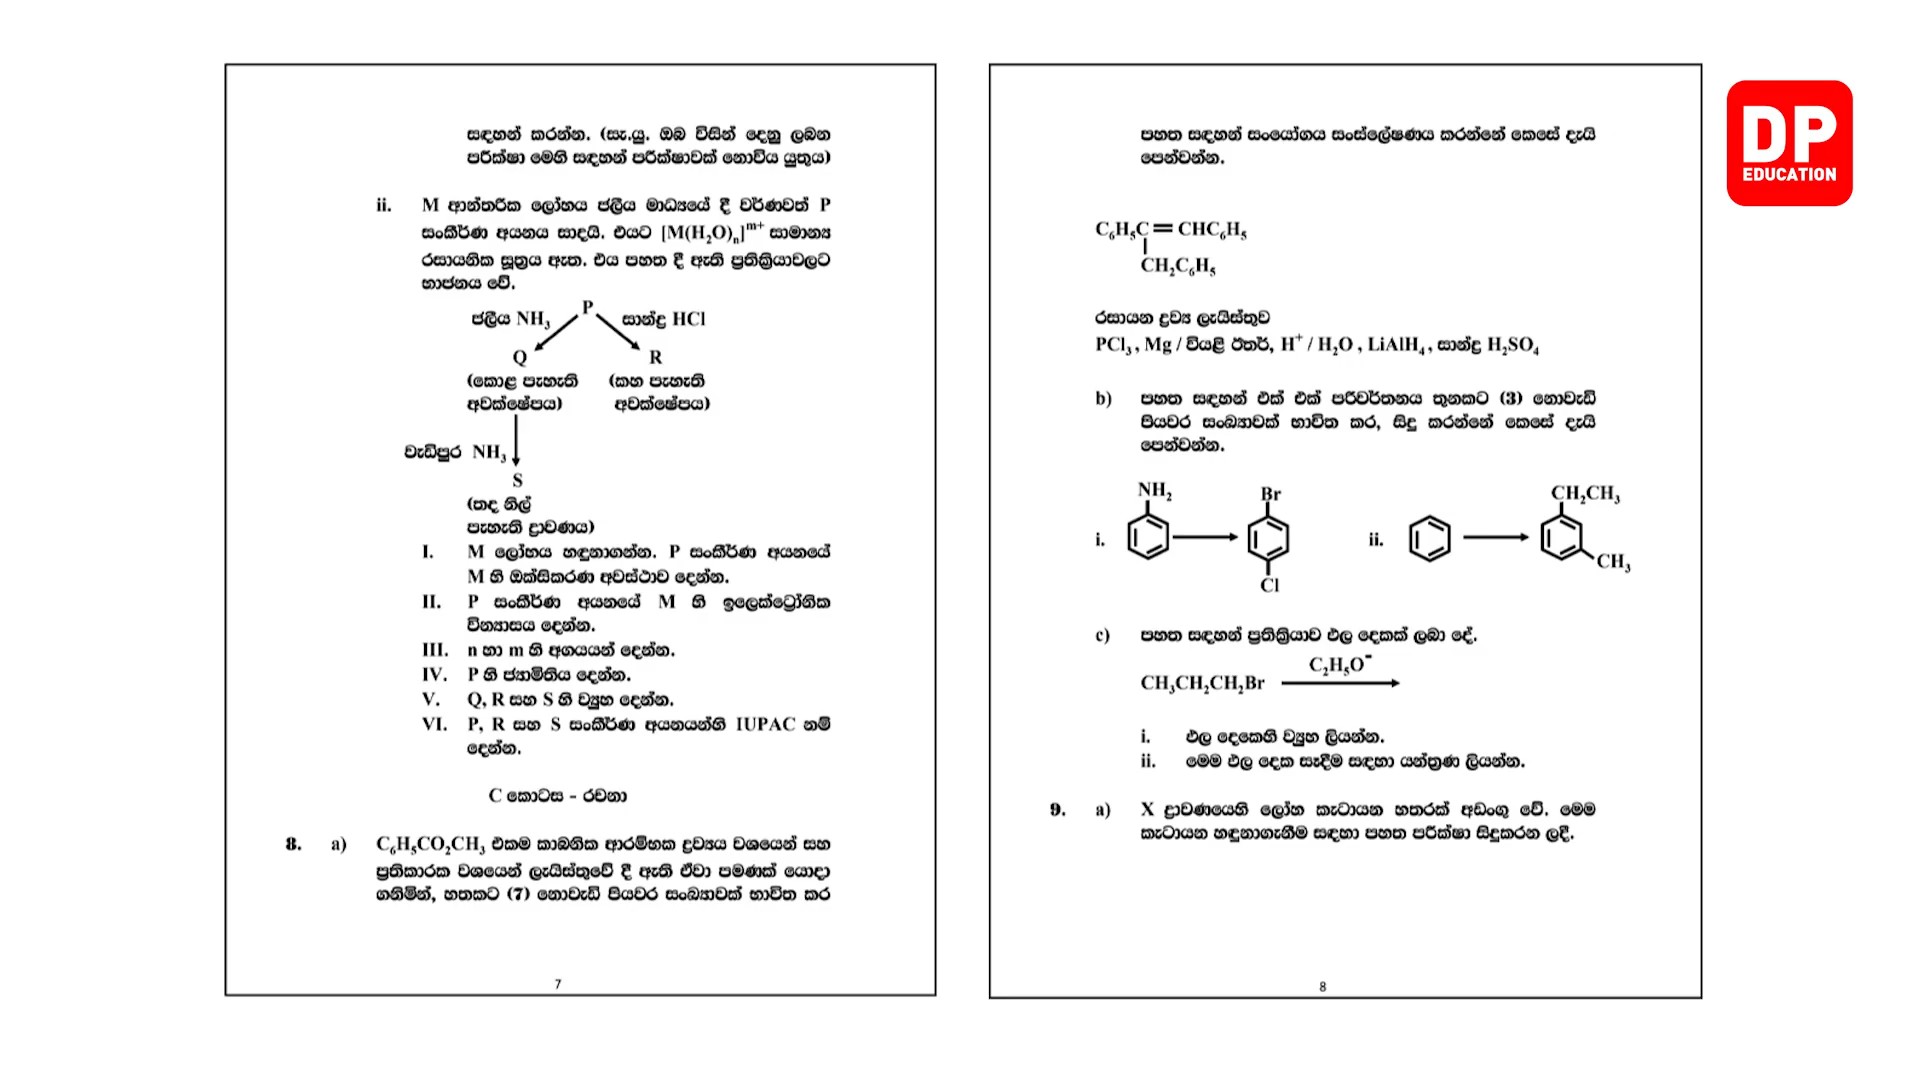 සඳහන් කරන්න. (සැ.යු. ඔබ විසින් දෙනු ලබන
පරීක්ෂා මෙහි සඳහන් පරීක්ෂාවක් නොවිය යුතුය)
ii. M ආන්තරික ලෝහය ජලීය මාධ්‍යයේ දී වර්ණවත් P
සංකීර්ණ අයනය සාදයි. එයට [M(H₂O)ₙ]ᵐ⁺ සාමාන්‍ය
රසායනික සූත්‍රය ඇත. එය පහත දී ඇති ප්‍රතික්‍රියාවලට
භාජනය වේ.
P
ජලීය NH₃ සාන්ද්‍ර HCl
Q R
(කොළ පැහැති (කහ පැහැති
අවක්ෂේපය) අවක්ෂේපය)
වැඩිපුර NH₃
S
(තද නිල්
පැහැති ද්‍රාවණය)
I. M ලෝහය හඳුනාගන්න. P සංකීර්ණ අයනයේ
M හි ඔක්සිකරණ අවස්ථාව දෙන්න.
II. P සංකීර්ණ අයනයේ M හි ඉලෙක්ට්‍රෝනික
වින්‍යාසය දෙන්න.
III. n හා m හි අගයයන් දෙන්න.
IV. P හි ජ්‍යාමිතිය දෙන්න.
V. Q, R සහ S හි ව්‍යුහ දෙන්න.
VI. P, R සහ S සංකීර්ණ අයනයන්හි IUPAC නම්
දෙන්න.
C කොටස – රචනා
8. a) C₆H₅CO₂CH₃ එකම කාබනික ආරම්භක ද්‍රව්‍යය වශයෙන් සහ
ප්‍රතිකාරක වශයෙන් ලැයිස්තුවේ දී ඇති ඒවා පමණක් යොදා
ගනිමින්, හතකට (7) නොවැඩි පියවර සංඛ්‍යාවක් භාවිත කර
7
පහත සඳහන් සංයෝගය සංස්ලේෂණය කරන්නේ කෙසේ දැයි
පෙන්වන්න.
C₆H₅C = CHC₆H₅
CH₂C₆H₅
රසායන ද්‍රව්‍ය ලැයිස්තුව
PCl₃ , Mg / වියළි ඊතර්, H⁺ / H₂O , LiAlH₄ , සාන්ද්‍ර H₂SO₄
b) පහත සඳහන් එක් එක් පරිවර්තනය තුනකට (3) නොවැඩි
පියවර සංඛ්‍යාවක් භාවිත කර, සිදු කරන්නේ කෙසේ දැයි
පෙන්වන්න.
NH₂ Br CH₂CH₃
i. ii.
Cl CH₃
c) පහත සඳහන් ප්‍රතික්‍රියාව ඵල දෙකක් ලබා දේ.
C₂H₅O⁻
CH₃CH₂CH₂Br
i. ඵල දෙකෙහි ව්‍යුහ ලියන්න.
ii. මෙම ඵල දෙක සෑදීම සඳහා යන්ත්‍රණ ලියන්න.
9. a) X ද්‍රාවණයෙහි ලෝහ කැටායන හතරක් අඩංගු වේ. මෙම
කැටායන හඳුනාගැනීම සඳහා පහත පරීක්ෂා සිදුකරන ලදී.
8
DP
EDUCATION